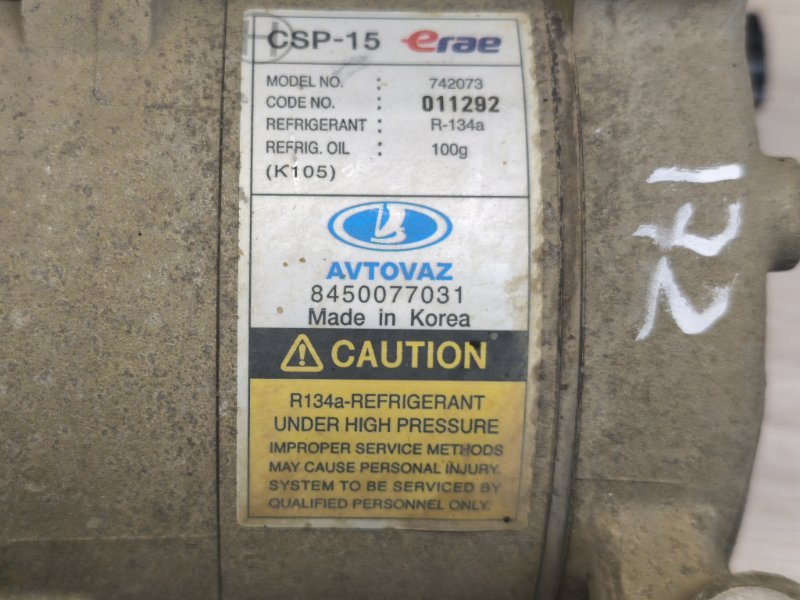 H
CSP-15 erae
MODEL NO. : 742073
CODE NO. : 011292
REFRIGERANT : R-134a
REFRIG. OIL : 100g
(K105)
AVTOVAZ
8450077031
Made in Korea
CAUTION
R134a-REFRIGERANT
UNDER HIGH PRESSURE
IMPROPER SERVICE METHODS
MAY CAUSE PERSONAL INJURY.
SYSTEM TO BE SERVICED BY
QUALIFIED PERSONNEL ONLY.
172